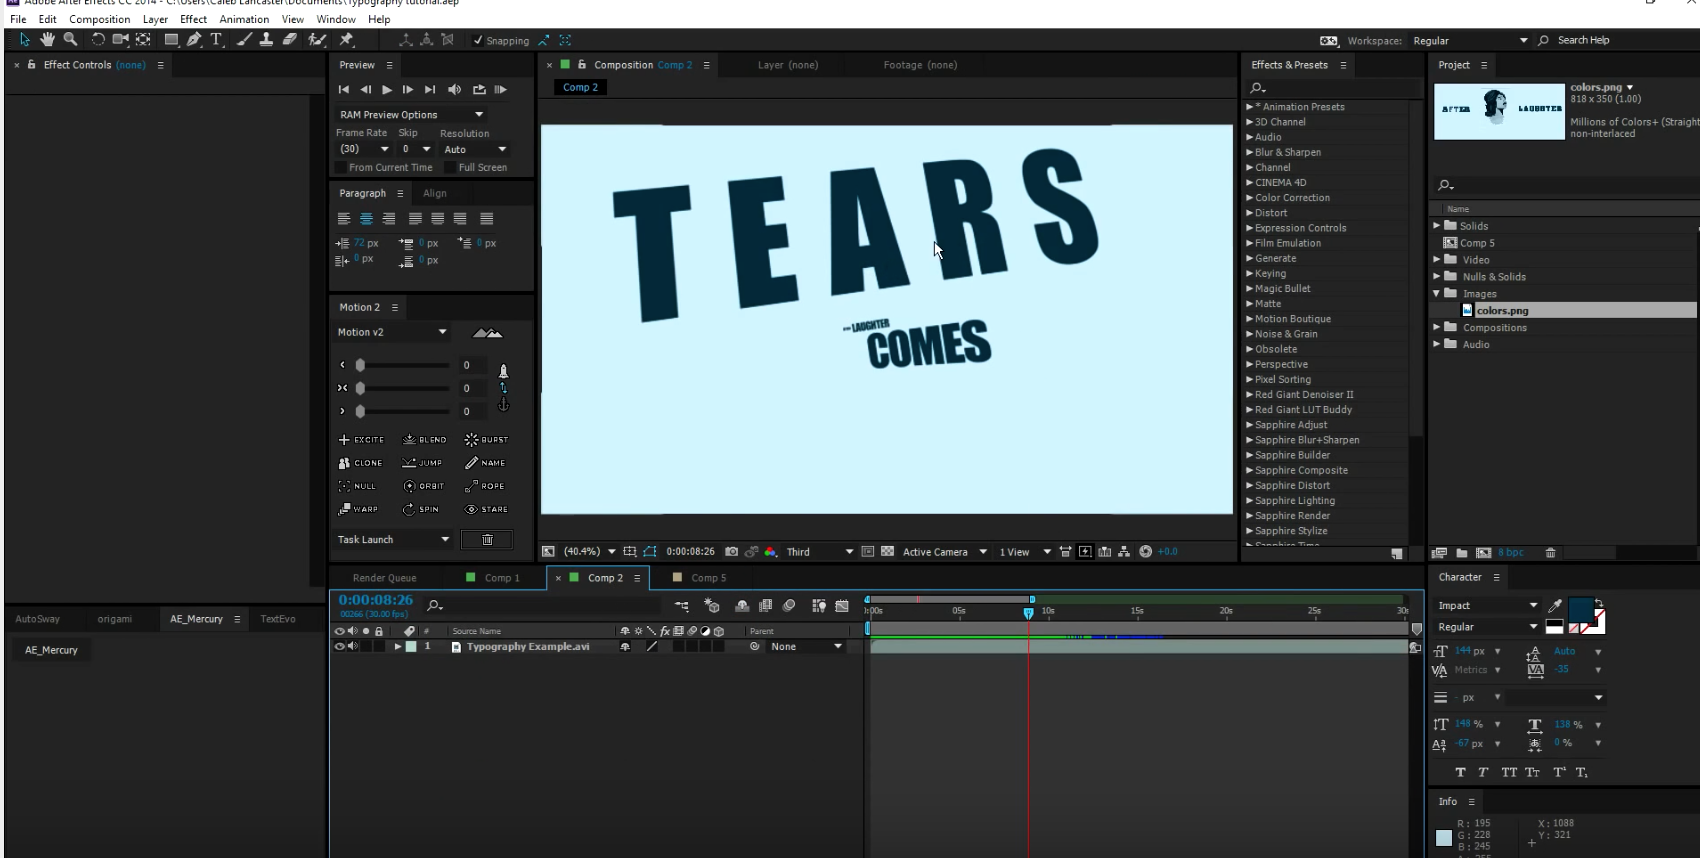 Adobe After Effects CC 2014 - C:\Users\Caleb Lancaster\Documents\Typography tutorial.aep
File Edit Composition Layer Effect Animation View Window Help
Snapping
Workspace: Regular
Search Help
Effect Controls (none)
Preview
RAM Preview Options
Frame Rate Skip Resolution
(30) 0 Auto
From Current Time Full Screen
Paragraph Align
72 px 0 px 0 px
0 px 0 px
Motion 2
Motion v2
0
0
0
EXCITE BLEND BURST
CLONE JUMP NAME
NULL ORBIT ROPE
WARP SPIN STARE
Task Launch
Composition Comp 2 Layer (none) Footage (none)
Comp 2
TEARS
LAUGHTER
COMES
(40.4%) 0:00:08:26 Third Active Camera 1 View +0.0
Effects & Presets
* Animation Presets
3D Channel
Audio
Blur & Sharpen
Channel
CINEMA 4D
Color Correction
Distort
Expression Controls
Film Emulation
Generate
Keying
Magic Bullet
Matte
Motion Boutique
Noise & Grain
Obsolete
Perspective
Pixel Sorting
Red Giant Denoiser II
Red Giant LUT Buddy
Sapphire Adjust
Sapphire Blur+Sharpen
Sapphire Builder
Sapphire Composite
Sapphire Distort
Sapphire Lighting
Sapphire Render
Sapphire Stylize
Sapphire Time
Project
AFTER LAUGHTER
colors.png
818 x 350 (1.00)
Millions of Colors+ (Straight
non-interlaced
Name
Solids
Comp 5
Video
Nulls & Solids
Images
colors.png
Compositions
Audio
8 bpc
AutoSway origami AE_Mercury TextEvo
AE_Mercury
Render Queue Comp 1 Comp 2 Comp 5
0:00:08:26
00266 (30.00 fps)
# Source Name Parent
1 Typography Example.avi None
:00s 05s 10s 15s 20s 25s 30s
Character
Impact
Regular
144 px Auto
Metrics -35
- px
148 % 138 %
-67 px 0 %
T T TT Tт T¹ T₁
Info
R: 195 X: 1088
G: 228 Y: 321
B: 245